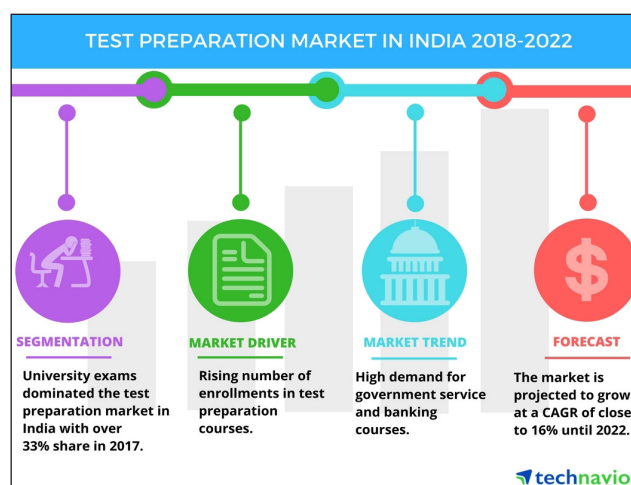 TEST PREPARATION MARKET IN INDIA 2018-2022
SEGMENTATION
University exams
dominated the test
preparation market in
India with over
33% share in 2017.
MARKET DRIVER
Rising number of
enrollments in test
preparation
courses.
MARKET TREND
High demand for
government service
and banking
courses.
$
FORECAST
The market is
projected to grow
at a CAGR of close
to 16% until 2022.
technavio